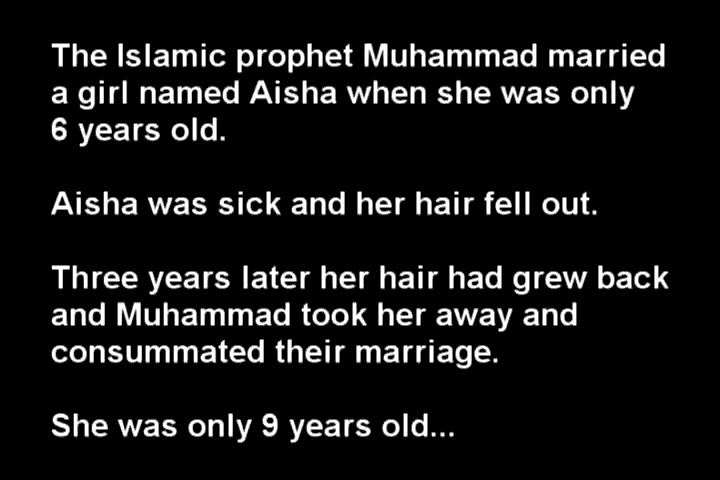 The Islamic prophet Muhammad married
a girl named Aisha when she was only
6 years old.
Aisha was sick and her hair fell out.
Three years later her hair had grew back
and Muhammad took her away and
consummated their marriage.
She was only 9 years old...